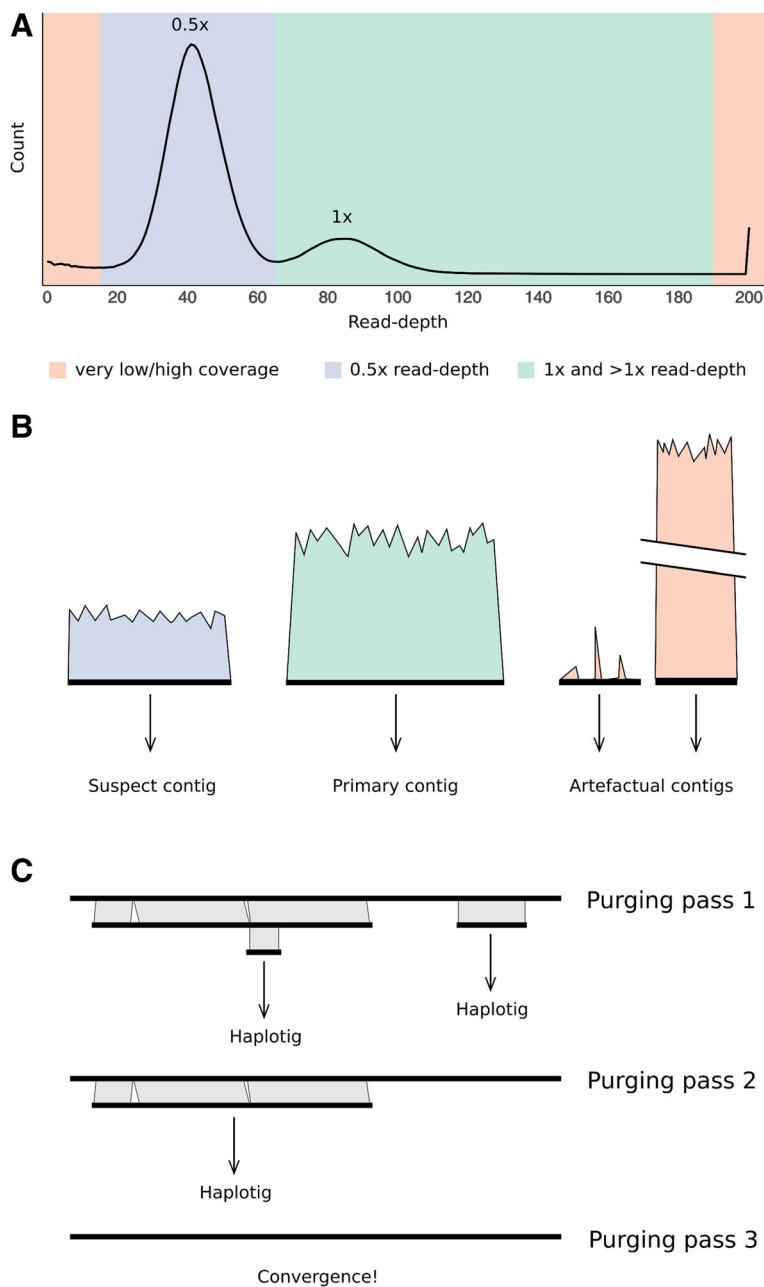 A
0.5x
1x
Count
0 20 40 60 80 100 120 140 160 180 200
Read-depth
very low/high coverage 0.5x read-depth 1x and >1x read-depth
B
Suspect contig Primary contig Artefactual contigs
C
Purging pass 1
Haplotig
Haplotig
Purging pass 2
Haplotig
Purging pass 3
Convergence!